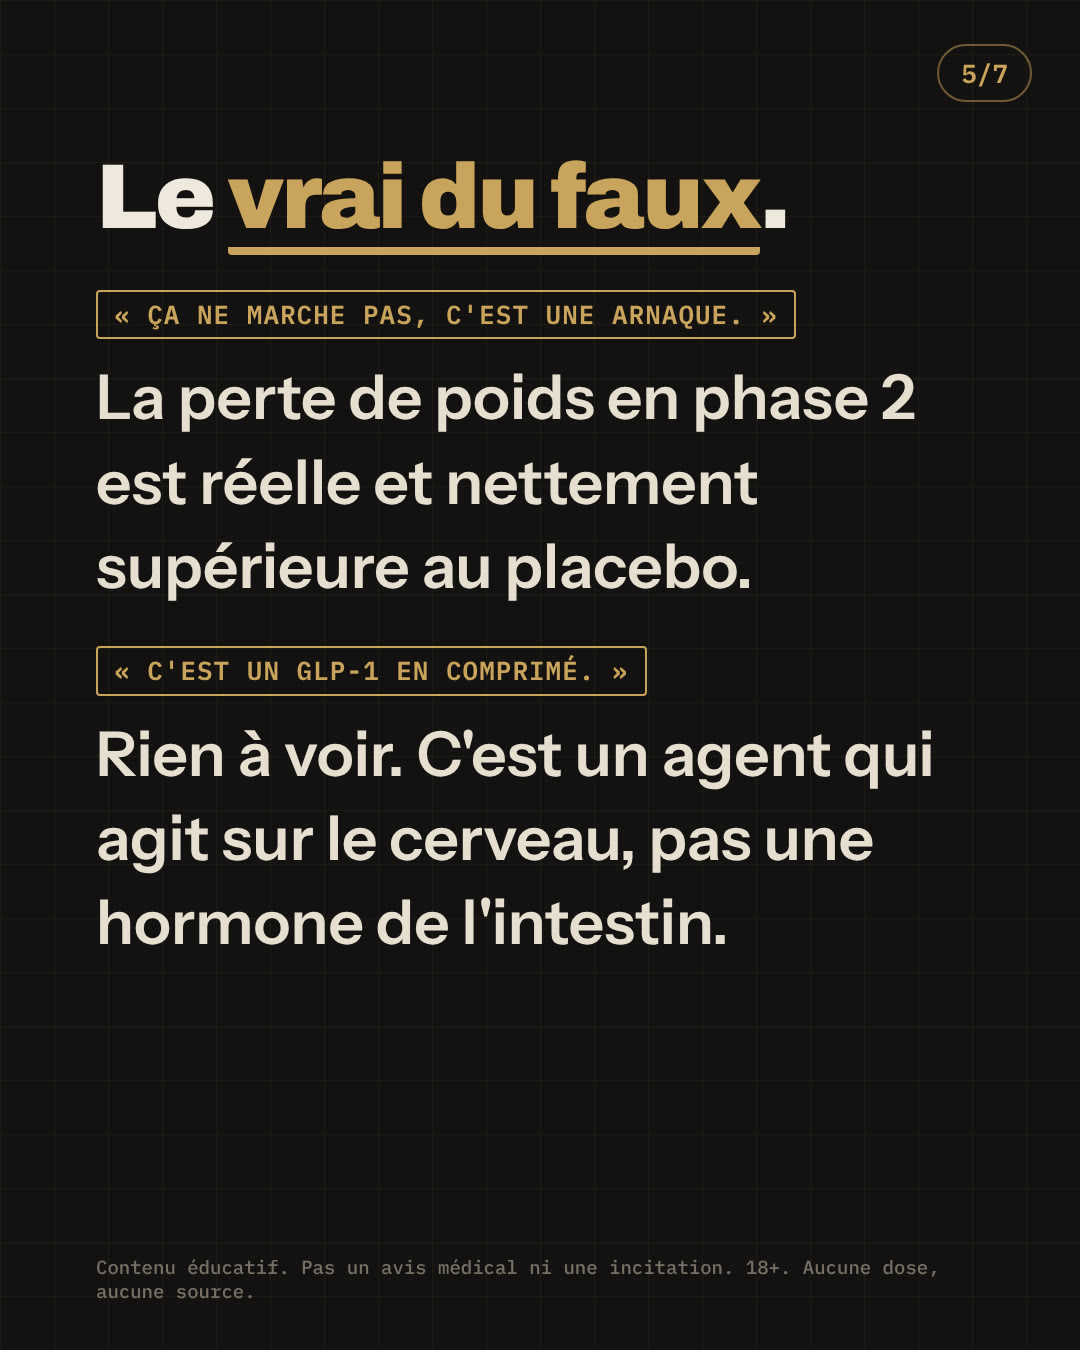 5/7
Le vrai du faux.
« ÇA NE MARCHE PAS, C'EST UNE ARNAQUE. »
La perte de poids en phase 2
est réelle et nettement
supérieure au placebo.
« C'EST UN GLP-1 EN COMPRIMÉ. »
Rien à voir. C'est un agent qui
agit sur le cerveau, pas une
hormone de l'intestin.
Contenu éducatif. Pas un avis médical ni une incitation. 18+. Aucune dose,
aucune source.